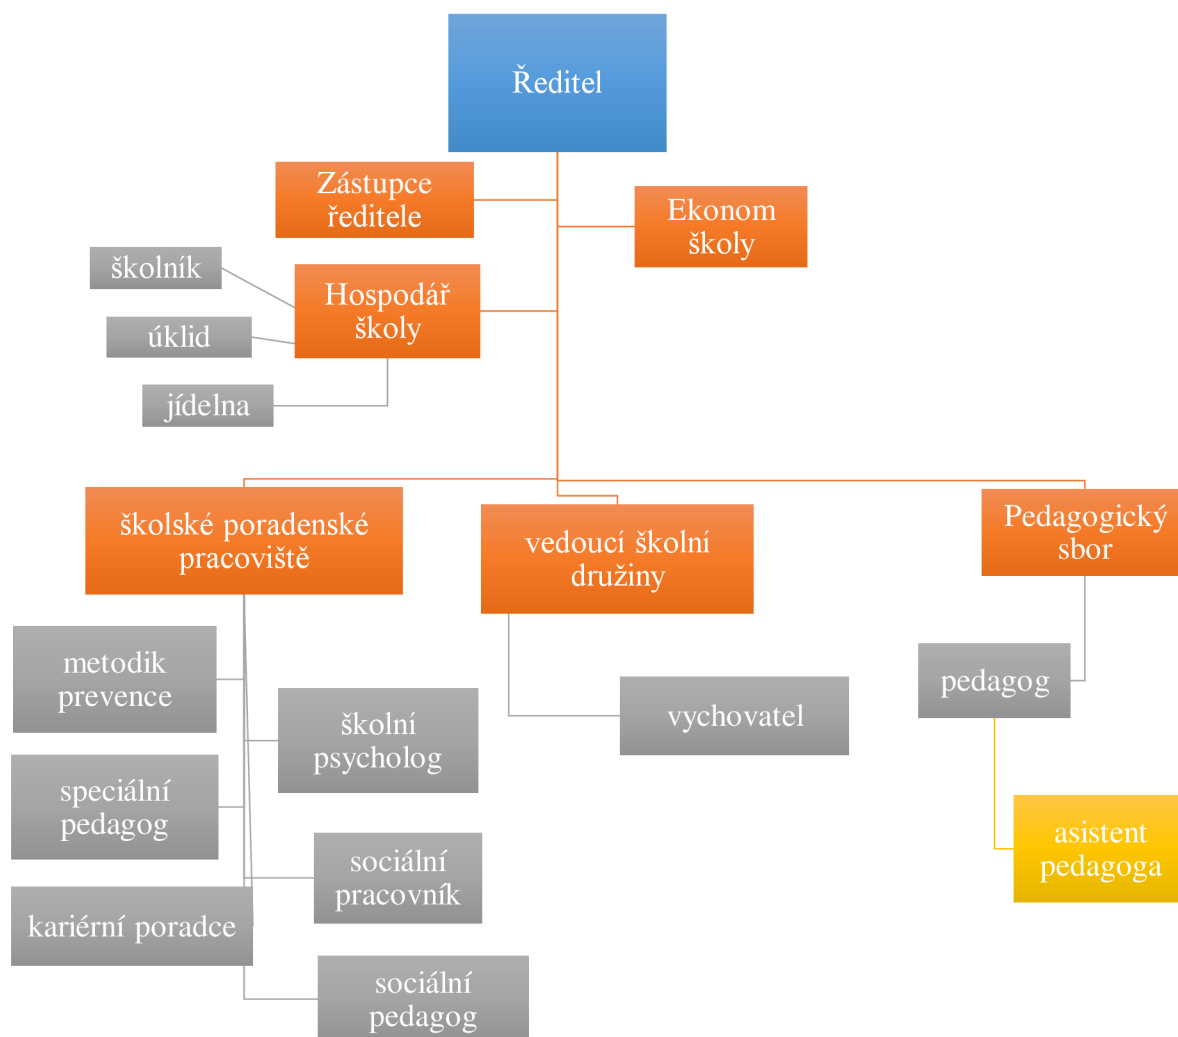 Ředitel
Zástupce
ředitele
Ekonom
školy
školník
Hospodář
školy
úklid
jídelna
školské poradenské
pracoviště
vedoucí školní
družiny
Pedagogický
sbor
metodik
prevence
školní
psycholog
vychovatel
pedagog
speciální
pedagog
sociální
pracovník
asistent
pedagoga
kariérní poradce
sociální
pedagog